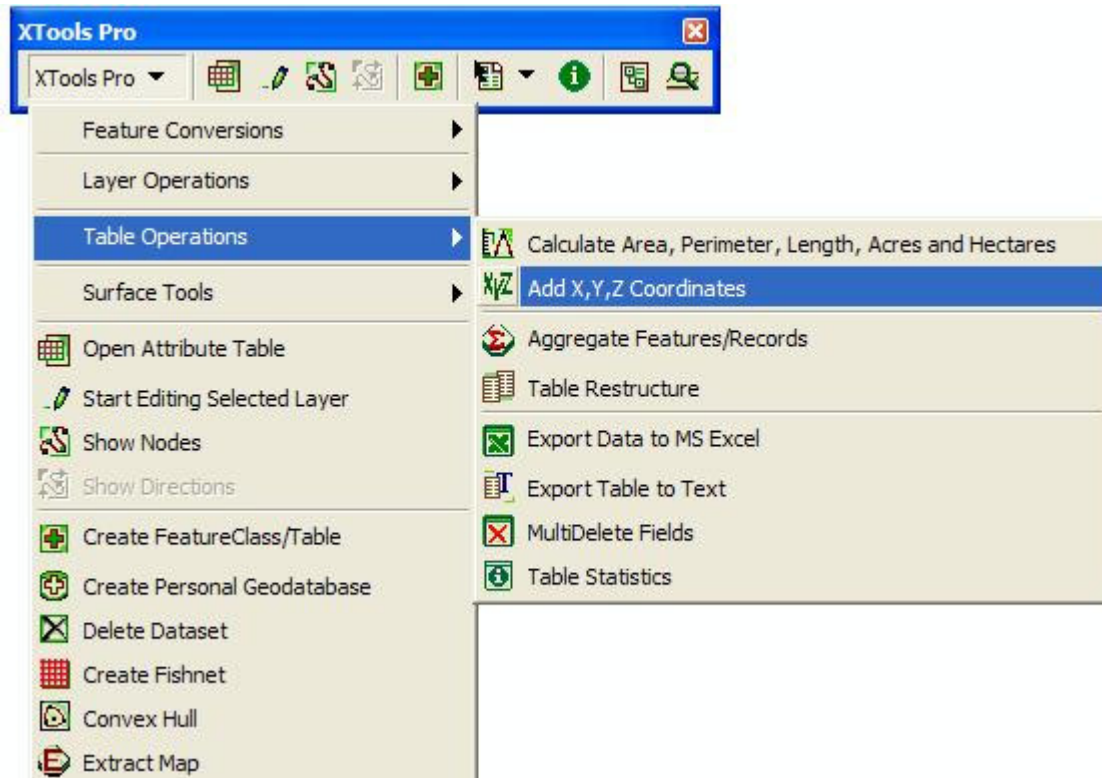 XTools Pro
XTools Pro
Feature Conversions
Layer Operations
Table Operations
Surface Tools
Open Attribute Table
Start Editing Selected Layer
Show Nodes
Show Directions
Create FeatureClass/Table
Create Personal Geodatabase
Delete Dataset
Create Fishnet
Convex Hull
Extract Map
Calculate Area, Perimeter, Length, Acres and Hectares
XYZ Add X,Y,Z Coordinates
Aggregate Features/Records
Table Restructure
Export Data to MS Excel
Export Table to Text
MultiDelete Fields
Table Statistics